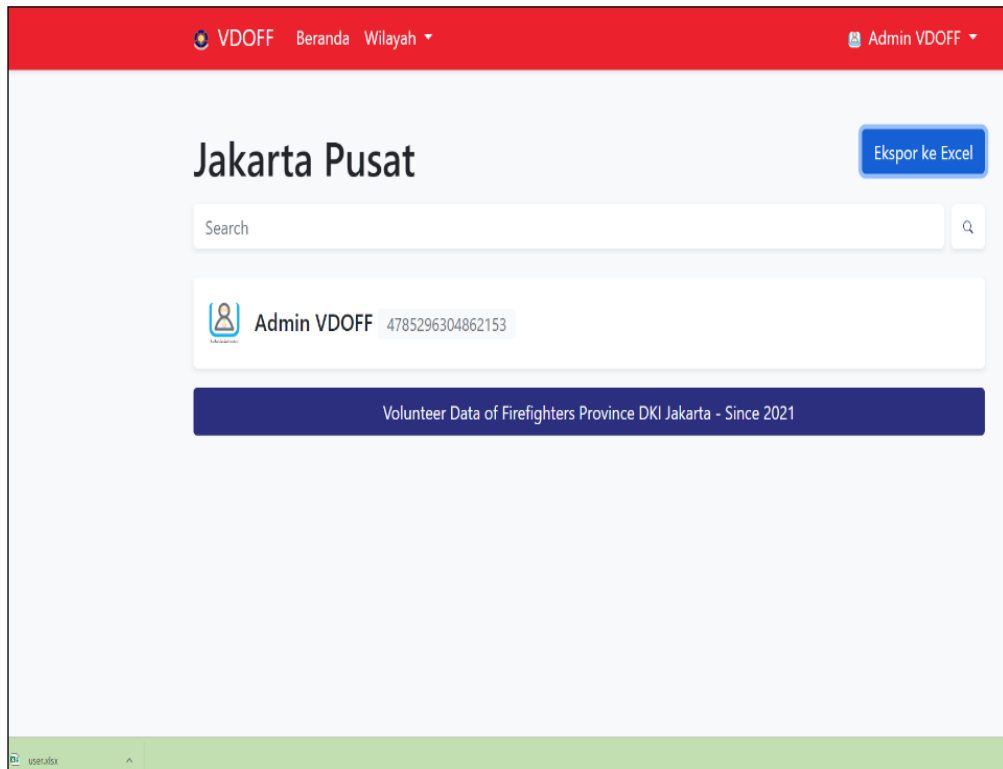 VDOFF Beranda Wilayah Admin VDOFF
Jakarta Pusat
Ekspor ke Excel
Search
Admin VDOFF 4785296304862153
Volunteer Data of Firefighters Province DKI Jakarta - Since 2021
user.xlsx